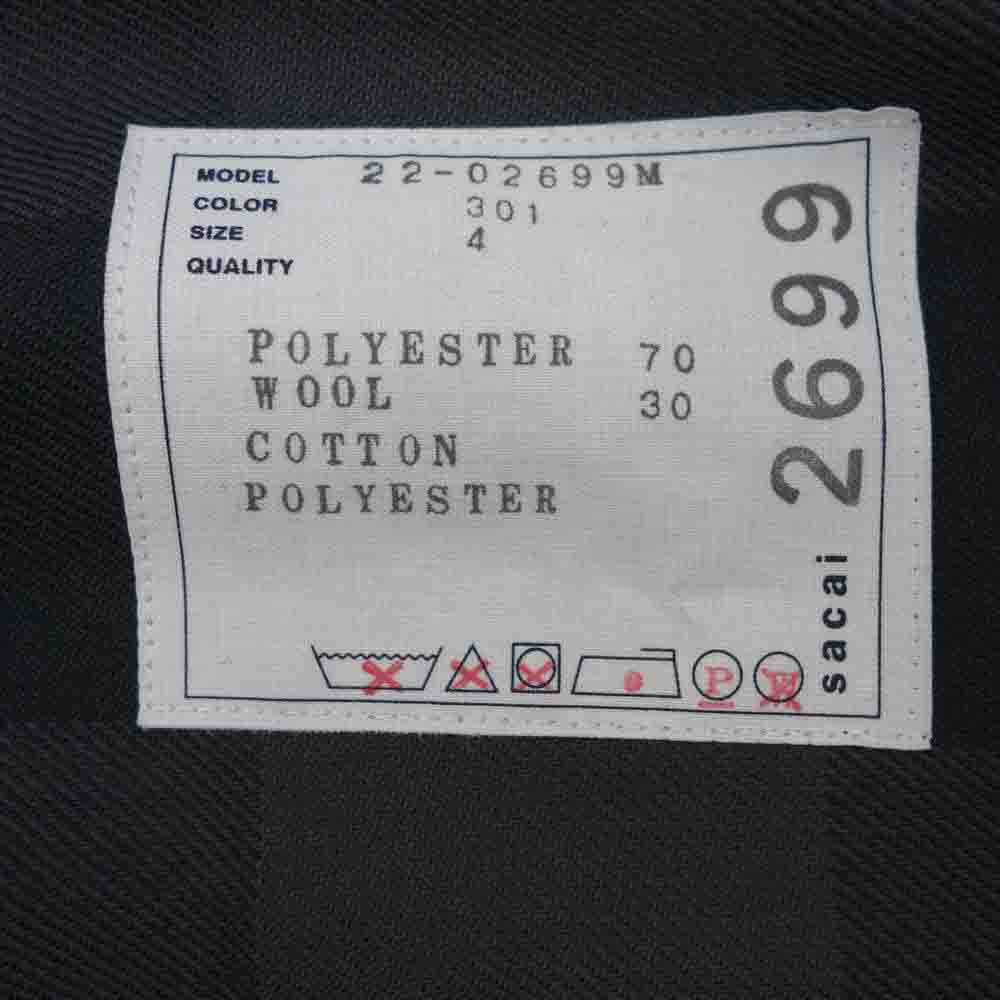 MODEL 22-02699M
COLOR 301
SIZE 4
QUALITY
POLYESTER 70
WOOL 30
COTTON
POLYESTER
P W
sacai 2699